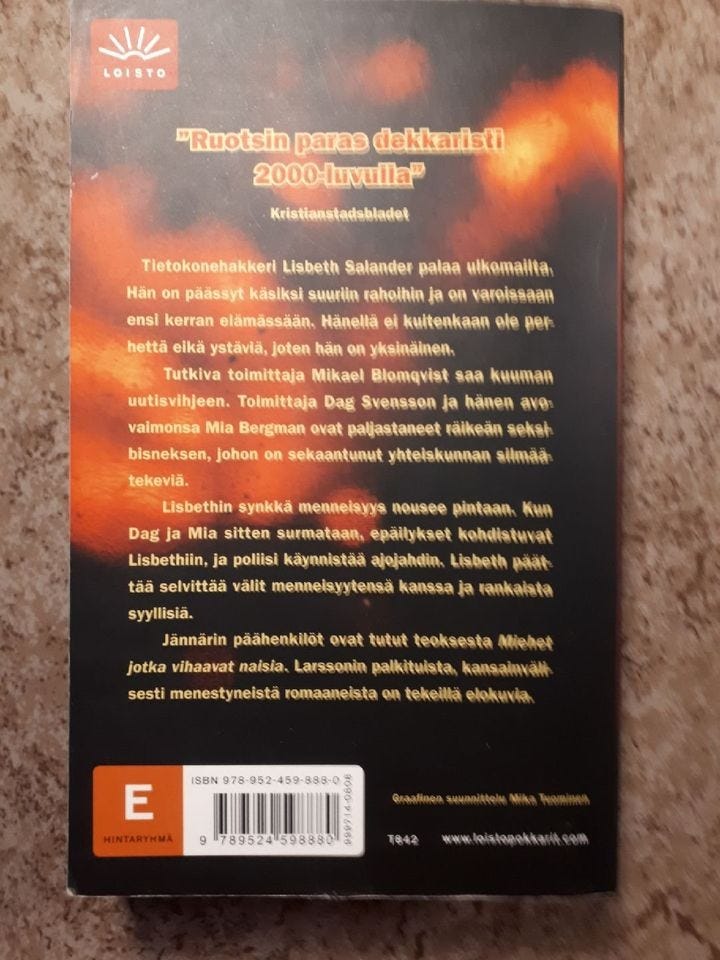 LOISTO
"Ruotsin paras dekkaristi
2000-luvulla"
Kristianstadsbladet
Tietokonehakkeri Lisbeth Salander palaa ulkomailta.
Hän on päässyt käsiksi suuriin rahoihin ja on varoissaan
ensi kerran elämässään. Hänellä ei kuitenkaan ole per-
hettä eikä ystäviä, joten hän on yksinäinen.
Tutkiva toimittaja Mikael Blomqvist saa kuuman
uutisvihjeen. Toimittaja Dag Svensson ja hänen avo-
vaimonsa Mia Bergman ovat paljastaneet räikeän seksi-
bisneksen, johon on sekaantunut yhteiskunnan silmää-
tekeviä.
Lisbethin synkkä menneisyys nousee pintaan. Kun
Dag ja Mia sitten surmataan, epäilykset kohdistuvat
Lisbethiin, ja poliisi käynnistää ajojahdin. Lisbeth päät-
tää selvittää välit menneisyytensä kanssa ja rankaista
syyllisiä.
Jännärin päähenkilöt ovat tutut teoksesta Miehet
jotka vihaavat naisia. Larssonin palkituista, kansainväli-
sesti menestyneistä romaaneista on tekeillä elokuvia.
E
HINTARYHMÄ
ISBN 978-952-459-888-0
9 789524 598880
999714-0808
Graafinen suunnittelu Mika Tuominen
T842 www.loistopokkarit.com